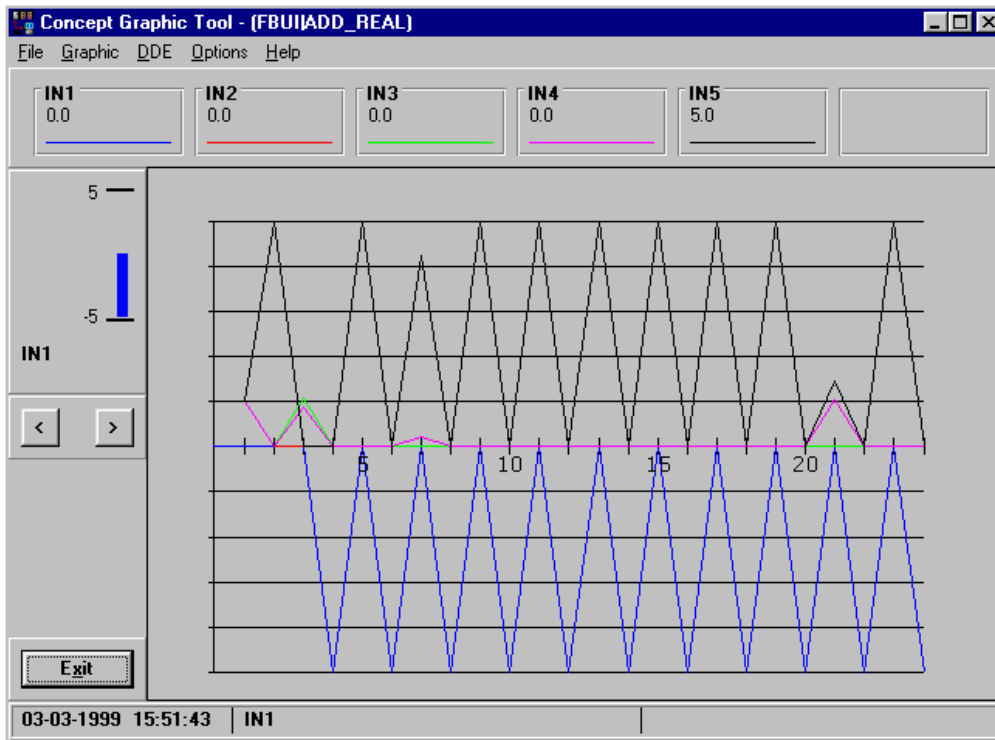 Concept Graphic Tool - (FBUI\ADD_REAL)
File Graphic DDE Options Help
IN1 IN2 IN3 IN4 IN5
0.0 0.0 0.0 0.0 5.0
5
-5
IN1
< >
5 10 15 20
Exit
03-03-1999 15:51:43 IN1